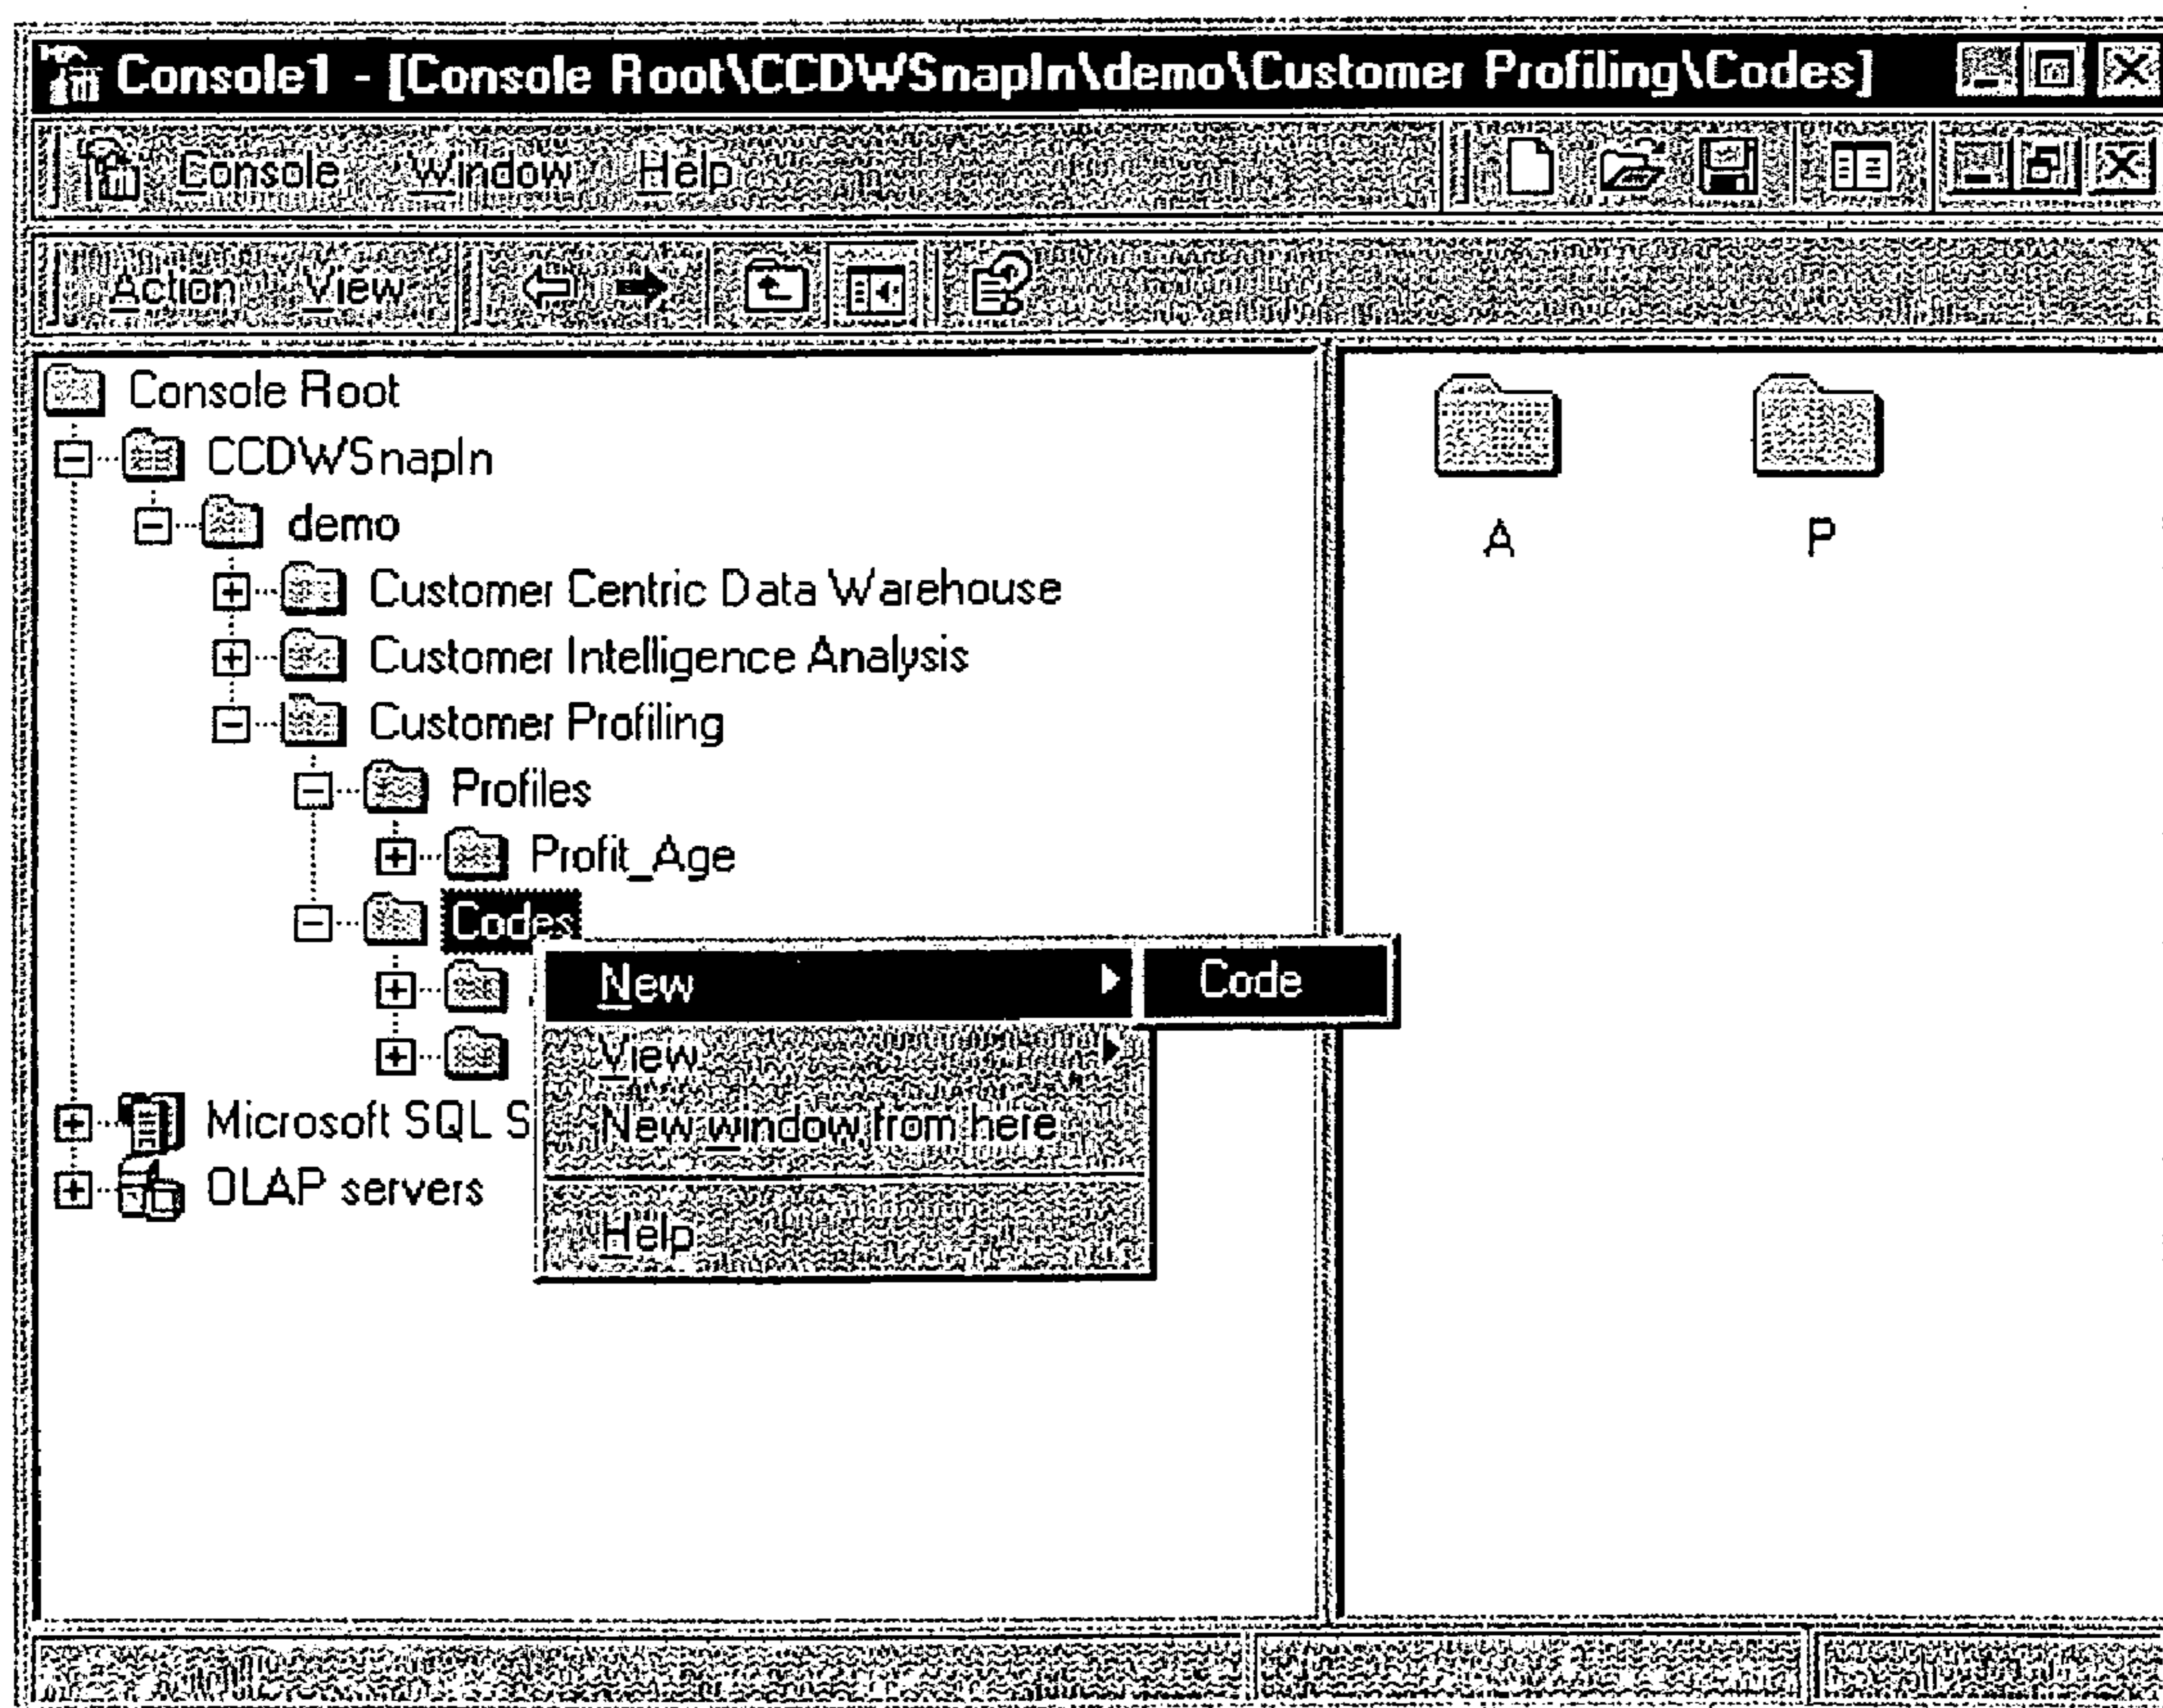 Console1 - [Console Root\CCDWSnapIn\demo\Customer Profiling\Codes]
Console Window Help
Action View
Console Root
CCDWSnapIn
demo
Customer Centric Data Warehouse
Customer Intelligence Analysis
Customer Profiling
Profiles
Profit_Age
Codes
New
Code
View
New window from here
Help
Microsoft SQL S
OLAP servers
A
P